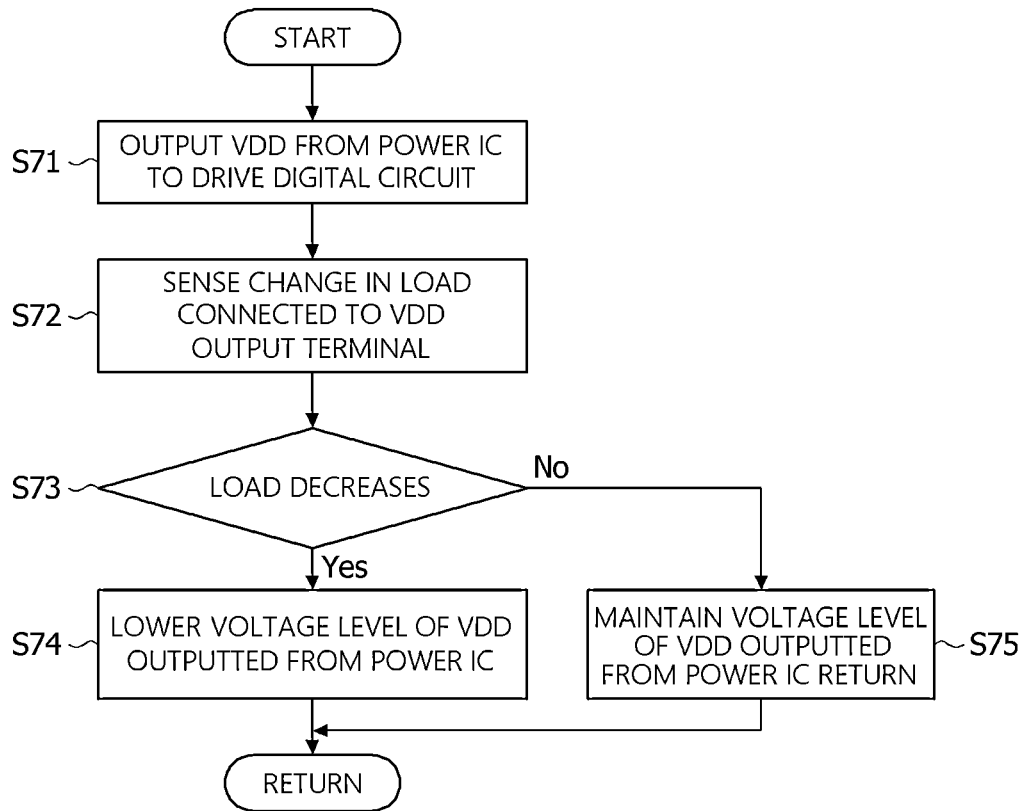 START
S71
OUTPUT VDD FROM POWER IC
TO DRIVE DIGITAL CIRCUIT
S72
SENSE CHANGE IN LOAD
CONNECTED TO VDD
OUTPUT TERMINAL
S73
LOAD DECREASES
No
Yes
S74
LOWER VOLTAGE LEVEL OF VDD
OUTPUTTED FROM POWER IC
MAINTAIN VOLTAGE LEVEL
OF VDD OUTPUTTED
FROM POWER IC RETURN
S75
RETURN